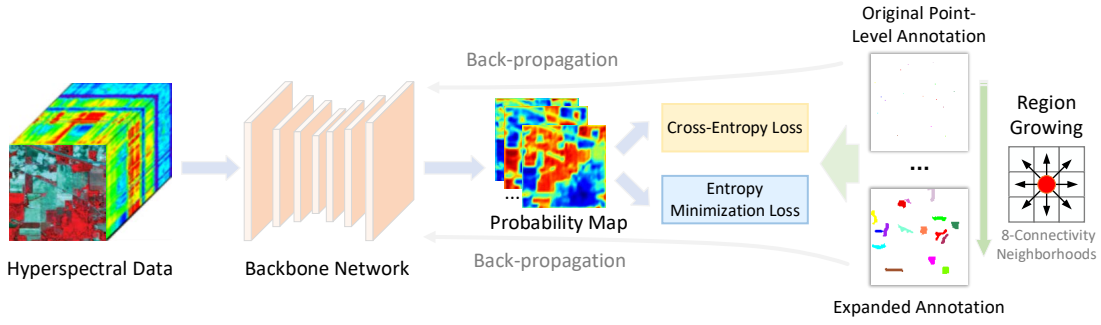 Original Point-
Level Annotation
Back-propagation
Region
Growing
Cross-Entropy Loss
...
Entropy
Minimization Loss
...
Probability Map
8-Connectivity
Neighborhoods
Hyperspectral Data
Backbone Network
Back-propagation
Expanded Annotation